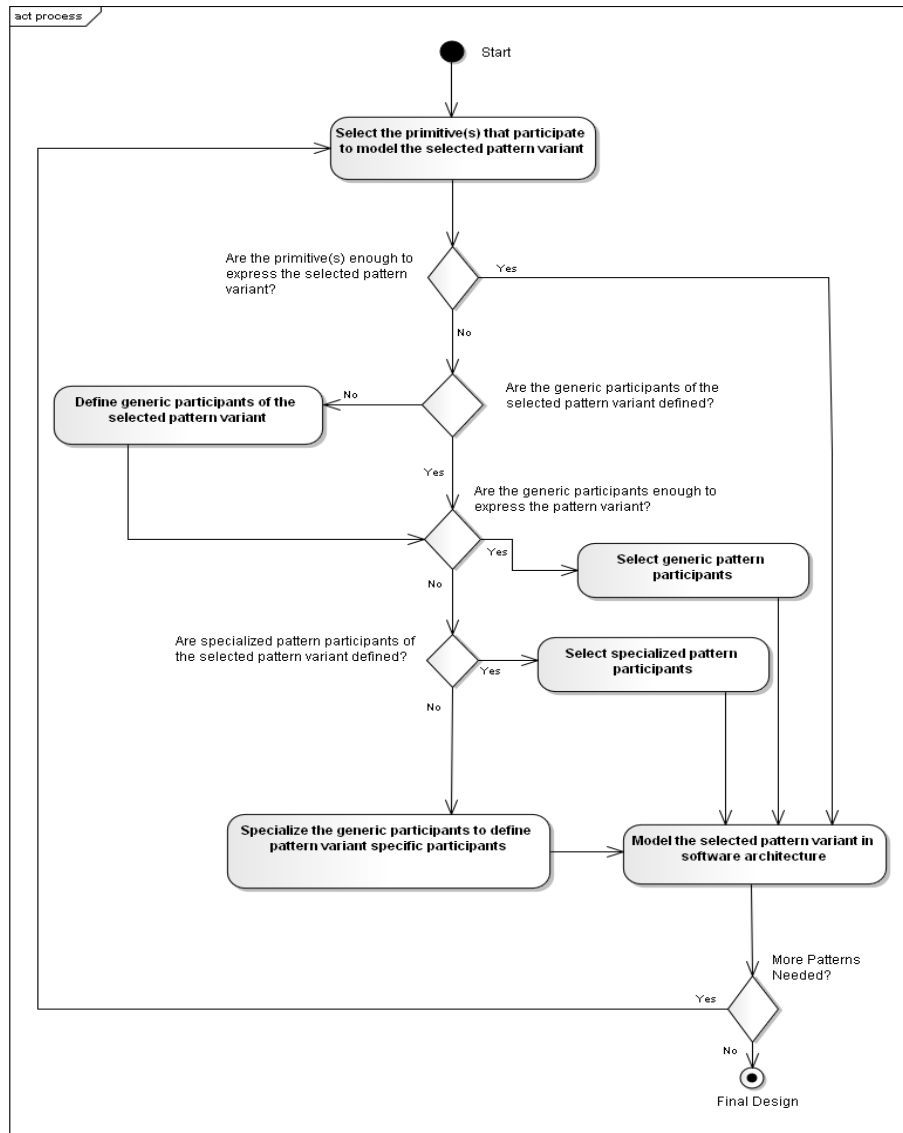 act process
Start
Select the primitive(s) that participate
to model the selected pattern variant
Are the primitive(s) enough to
express the selected pattern
variant?
Yes
No
Define generic participants of the
selected pattern variant
No
Are the generic participants of the
selected pattern variant defined?
Yes
Are the generic participants enough to
express the pattern variant?
Yes
Select generic pattern
participants
No
Are specialized pattern participants of
the selected pattern variant defined?
Yes
Select specialized pattern
participants
No
Specialize the generic participants to define
pattern variant specific participants
Model the selected pattern variant in
software architecture
More Patterns
Needed?
Yes
No
Final Design